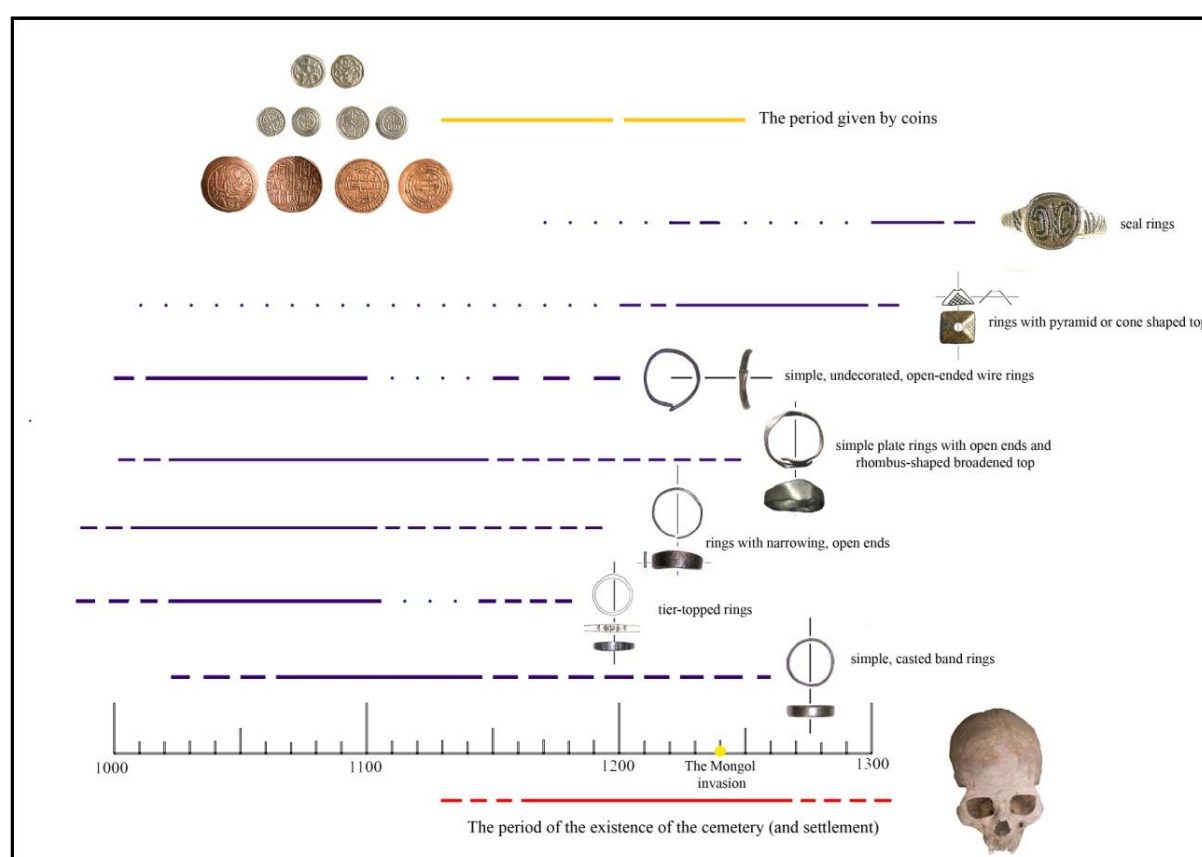 The period given by coins
seal rings
rings with pyramid or cone shaped top
simple, undecorated, open-ended wire rings
simple plate rings with open ends and
rhombus-shaped broadened top
rings with narrowing, open ends
tier-topped rings
simple, casted band rings
1000
1100
1200
1300
The Mongol
invasion
The period of the existence of the cemetery (and settlement)